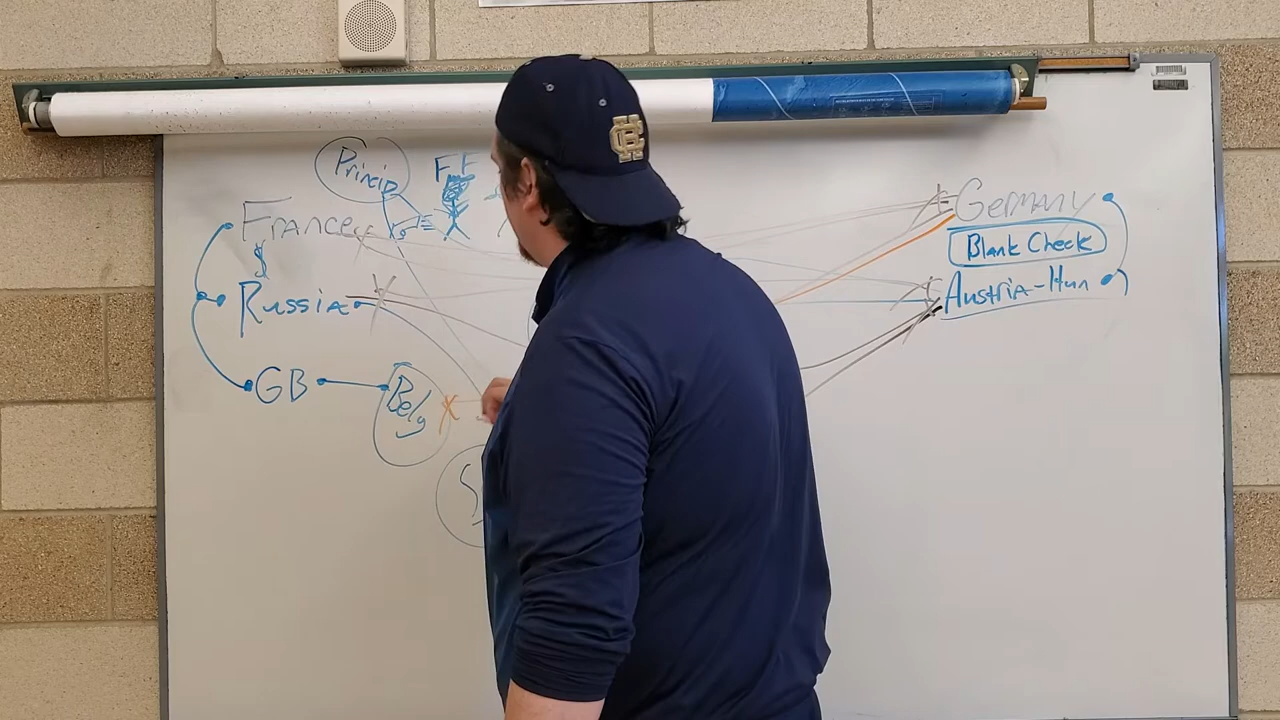 Princip
FF
France
$
Russia
GB
Belg
Germany
Blank Check
Austria-Hun